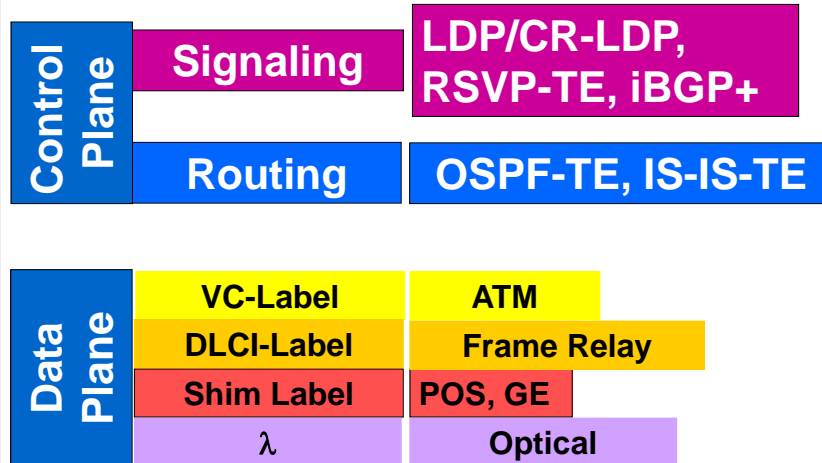 Control
Plane
Signaling
LDP/CR-LDP,
RSVP-TE, iBGP+
Routing
OSPF-TE, IS-IS-TE
Data
Plane
VC-Label
ATM
DLCI-Label
Frame Relay
Shim Label
POS, GE
λ
Optical